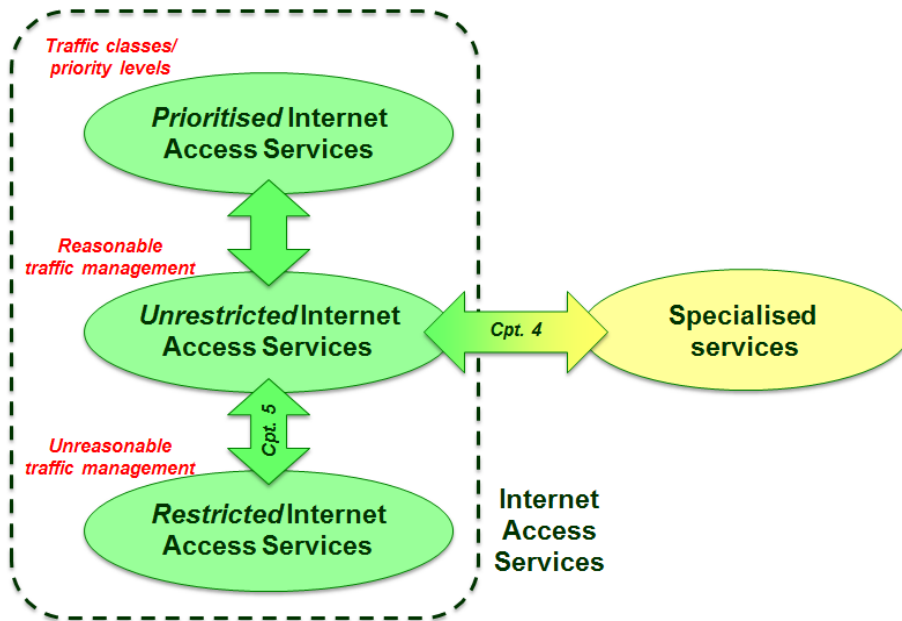 Traffic classes/
priority levels
Prioritised Internet
Access Services
Reasonable
traffic management
Unrestricted Internet
Access Services
Cpt. 4
Specialised
services
Cpt. 5
Unreasonable
traffic management
Restricted Internet
Access Services
Internet
Access
Services